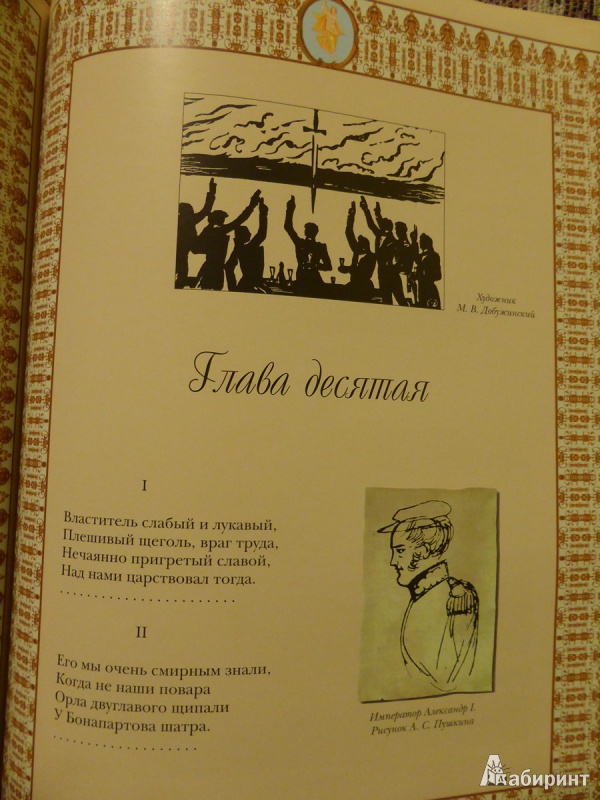 Художник
М. В. Добужинский
Глава десятая
I
Властитель слабый и лукавый,
Плешивый щеголь, враг труда,
Нечаянно пригретый славой,
Над нами царствовал тогда.
. . . . . . . . . . . . . . . . . . . . . . . .
II
Его мы очень смирным знали,
Когда не наши повара
Орла двуглавого щипали
У Бонапартова шатра.
. . . . . . . . . . . . . . . . . . . .
Император Александр I.
Рисунок А. С. Пушкина
Лабиринт